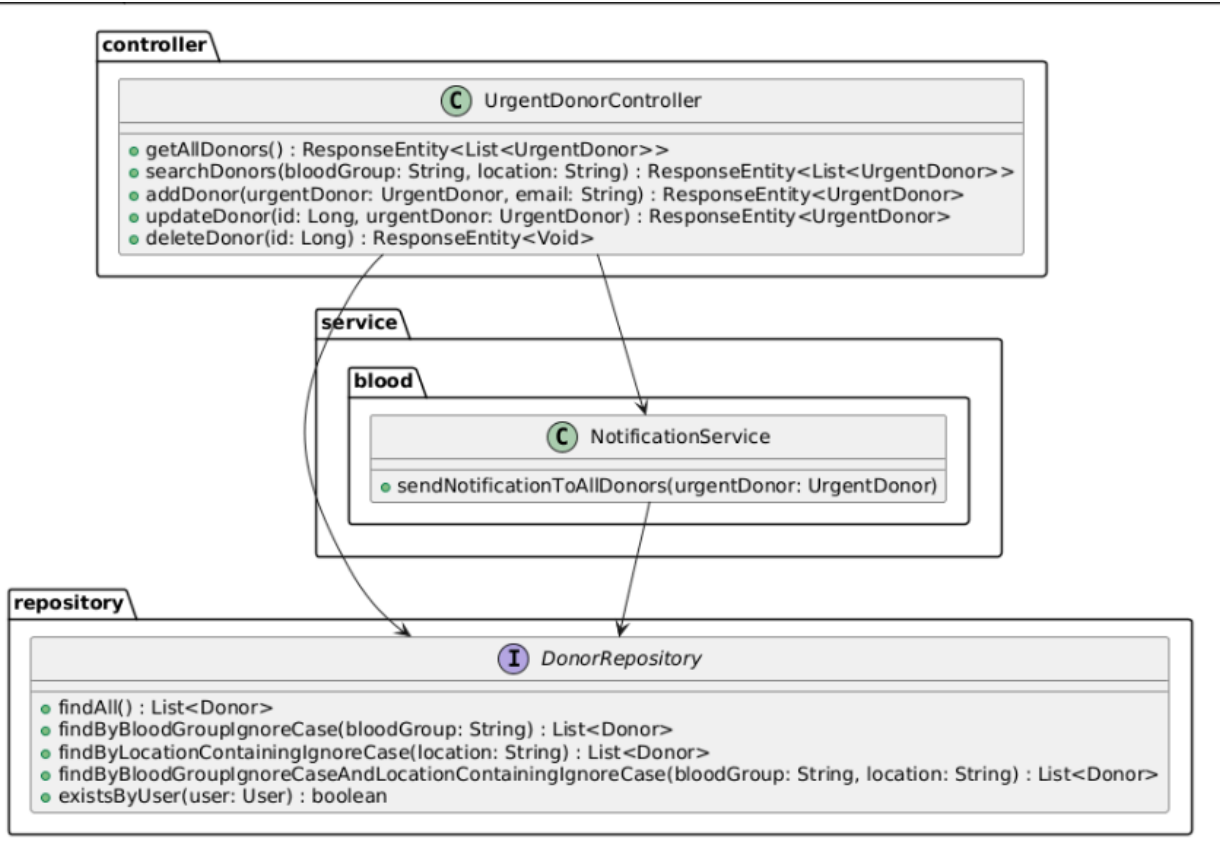 controller
C UrgentDonorController
getAllDonors() : ResponseEntity<List<UrgentDonor>>
searchDonors(bloodGroup: String, location: String) : ResponseEntity<List<UrgentDonor>>
addDonor(urgentDonor: UrgentDonor, email: String) : ResponseEntity<UrgentDonor>
updateDonor(id: Long, urgentDonor: UrgentDonor) : ResponseEntity<UrgentDonor>
deleteDonor(id: Long) : ResponseEntity<Void>
service
blood
C NotificationService
sendNotificationToAllDonors(urgentDonor: UrgentDonor)
repository
I DonorRepository
findAll() : List<Donor>
findByBloodGroupIgnoreCase(bloodGroup: String) : List<Donor>
findByLocationContainingIgnoreCase(location: String) : List<Donor>
findByBloodGroupIgnoreCaseAndLocationContainingIgnoreCase(bloodGroup: String, location: String) : List<Donor>
existsByUser(user: User) : boolean